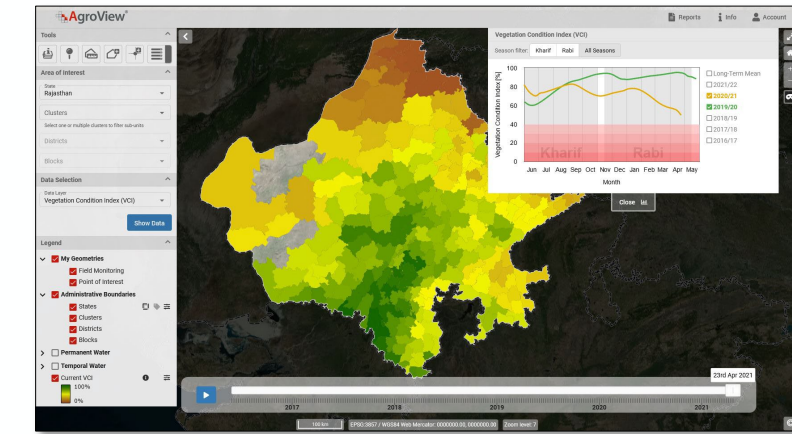 AgroView®
Reports
Info
Account
Tools
Area of Interest
State
Rajasthan
Clusters
Select one or multiple clusters to filter sub-units
Districts
Blocks
Data Selection
Data Layer
Vegetation Condition Index (VCI)
Show Data
Legend
My Geometries
Field Monitoring
Point of Interest
Administrative Boundaries
States
Clusters
Districts
Blocks
Permanent Water
Temporal Water
Current VCI
100%
0%
Vegetation Condition Index (VCI)
Season filter: Kharif Rabi All Seasons
Vegetation Condition Index [%]
100
80
60
40
20
0
Kharif Rabi
Jun Jul Aug Sep Oct Nov Dec Jan Feb Mar Apr May
Month
Long-Term Mean
2021/22
2020/21
2019/20
2018/19
2017/18
2016/17
Close
23rd Apr 2021
2017 2018 2019 2020 2021
100 km
EPSG:3857 / WGS84 Web Mercator: 0000000.00, 0000000.00
Zoom level: 7